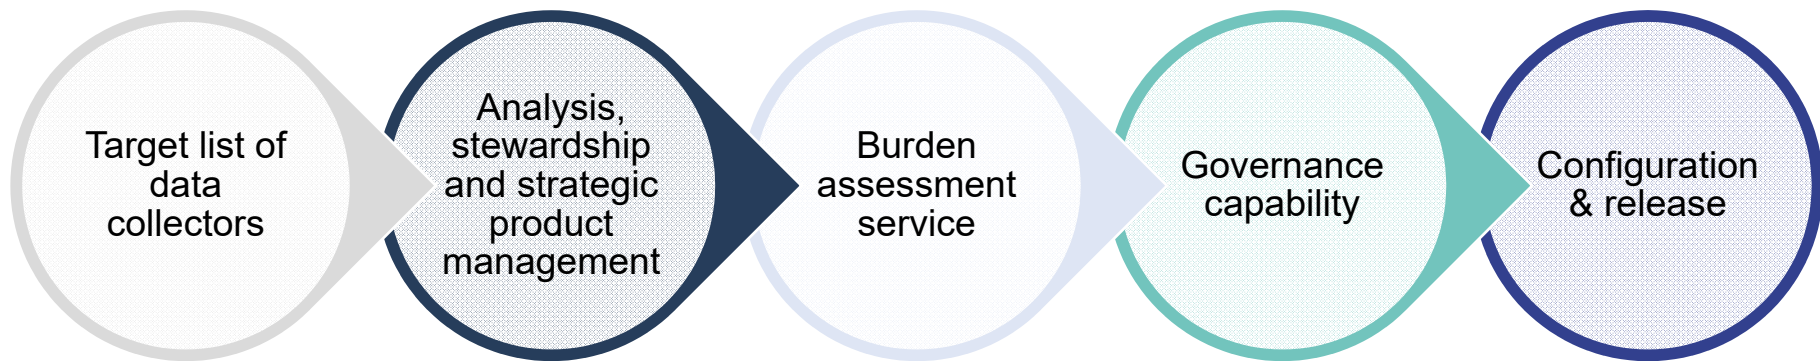 Target list of
data
collectors
Analysis,
stewardship
and strategic
product
management
Burden
assessment
service
Governance
capability
Configuration
& release